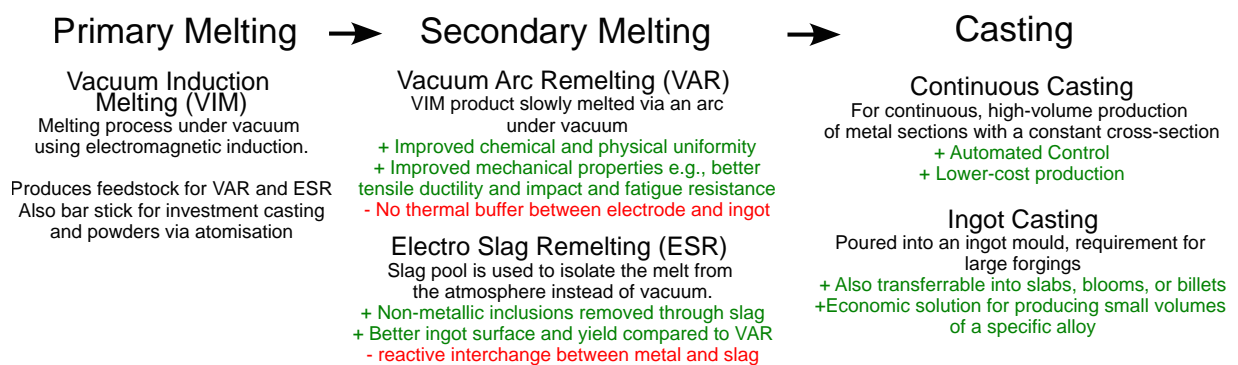 Primary Melting
Vacuum Induction
Melting (VIM)
Melting process under vacuum
using electromagnetic induction.
Produces feedstock for VAR and ESR
Also bar stick for investment casting
and powders via atomisation
Secondary Melting
Vacuum Arc Remelting (VAR)
VIM product slowly melted via an arc
under vacuum
+ Improved chemical and physical uniformity
+ Improved mechanical properties e.g., better
tensile ductility and impact and fatigue resistance
- No thermal buffer between electrode and ingot
Electro Slag Remelting (ESR)
Slag pool is used to isolate the melt from
the atmosphere instead of vacuum.
+ Non-metallic inclusions removed through slag
+ Better ingot surface and yield compared to VAR
- reactive interchange between metal and slag
Casting
Continuous Casting
For continuous, high-volume production
of metal sections with a constant cross-section
+ Automated Control
+ Lower-cost production
Ingot Casting
Poured into an ingot mould, requirement for
large forgings
+ Also transferrable into slabs, blooms, or billets
+Economic solution for producing small volumes
of a specific alloy